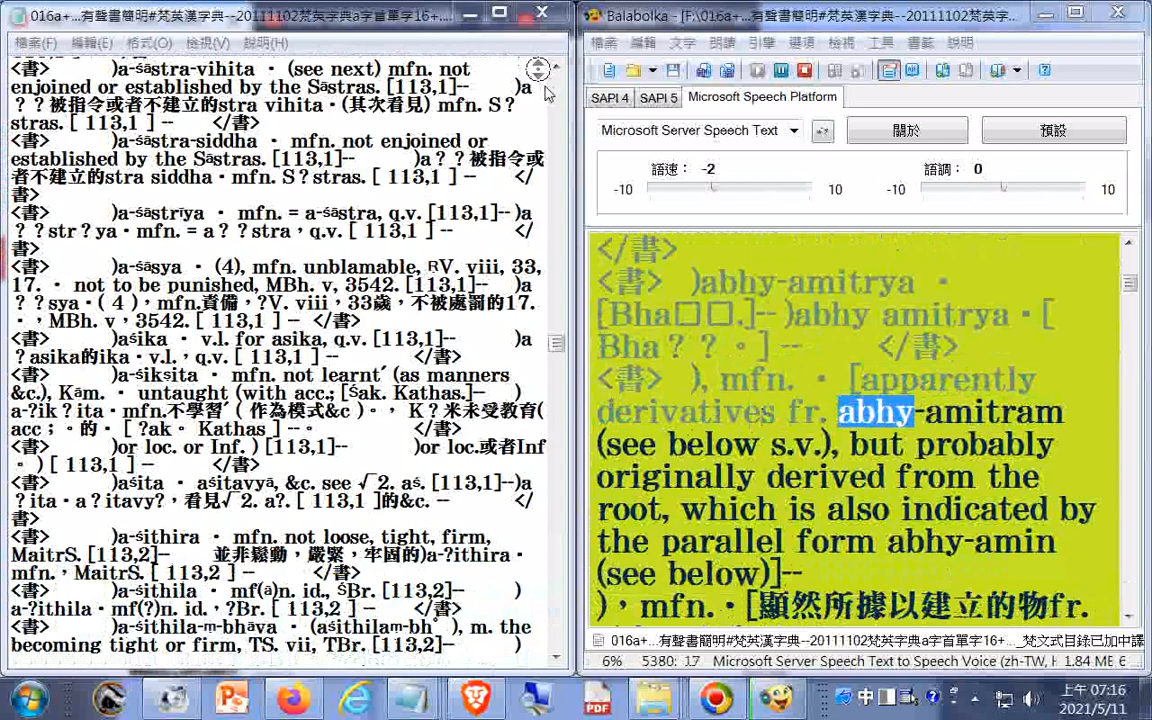 有聲書簡明#梵英漢字典--20111102梵英字典a字首單字16+...
檔案(F) 編輯(E) 格式(O) 檢視(V) 說明(H)
<書> )a-śāstra-vihita · (see next) mfn. not
enjoined or established by the Sāstras. [113,1]-- )a
? ?被指令或者不建立的stra vihita·(其次看見) mfn. S?
stras. [ 113,1 ] -- </書>
<書> )a-śāstra-siddha · mfn. not enjoined or
established by the Sāstras. [113,1]-- )a? ?被指令或
者不建立的stra siddha·mfn. S?stras. [ 113,1 ] -- </
書>
<書> )a-śāstrīya · mfn. = a-śāstra, q.v. [113,1]-- )a
? ?str?ya·mfn. = a? ?stra,q.v. [ 113,1 ] -- </
書>
<書> )a-śāsya · (4), mfn. unblamable, RV. viii, 33,
17. · not to be punished, MBh. v, 3542. [113,1]-- )a
? ?sya·( 4 ),mfn.責備,?V. viii,33歲,不被處罰的17.
·,MBh. v,3542. [ 113,1 ] -- </書>
<書> )aśika · v.l. for asika, q.v. [113,1]-- )a
?asika的ika·v.l.,q.v. [ 113,1 ] -- </書>
<書> )a-śikṣita · mfn. not learnt´ (as manners
&c.), Kām. · untaught (with acc.; [Śak. Kathas.]-- )
a-?ik?ita·mfn.不學習´( 作為模式&c )。, K?米未受教育(
acc;。的·[ ?ak。 Kathas ] --。 </書>
<書> )or loc. or Inf. ) [113,1]-- )or loc.或者Inf
。) [ 113,1 ] -- </書>
<書> )aśita · aśitavyā, &c. see √2. aś. [113,1]--)a
?ita·a?itavy?,看見√2. a?. [ 113,1 ]的&c. -- </
書>
<書> )a-śithira · mfn. not loose, tight, firm,
MaitrS. [113,2]-- 並非鬆動,嚴緊,牢固的)a-?ithira·
mfn.,MaitrS. [ 113,2 ] -- </書>
<書> )a-śithila · mf(ā)n. id., ŚBr. [113,2]-- )
a-?ithila·mf(?)n. id.,?Br. [ 113,2 ] -- </書>
<書> )a-śithila-ṃ-bhāva · (aśithilam-bh° ), m. the
becoming tight or firm, TS. vii, TBr. [113,2]-- )
Balabolka - [F:\016a+...有聲書簡明#梵英漢字典--20111102梵英字...
檔案 編輯 文字 朗讀 引擎 選項 檢視 工具 書籤 說明
SAPI 4 SAPI 5 Microsoft Speech Platform
Microsoft Server Speech Text 關於 預設
語速: -2 語調: 0
-10 10 -10 10
</書>
<書> )abhy-amitrya ·
[Bha□□.]-- )abhy amitrya·[
Bha? ?。] -- </書>
<書> ), mfn. · [apparently
derivatives fr. abhy-amitram
(see below s.v.), but probably
originally derived from the
root, which is also indicated by
the parallel form abhy-amin
(see below)]--
),mfn.·[顯然所據以建立的物fr.
016a+...有聲書簡明#梵英漢字典--20111102梵英字典a字首單字16+..._梵文式目錄已加中譯
6% 5380: 17 Microsoft Server Speech Text to Speech Voice (zh-TW, H 1.84 MB 6
中
上午 07:16
2021/5/11